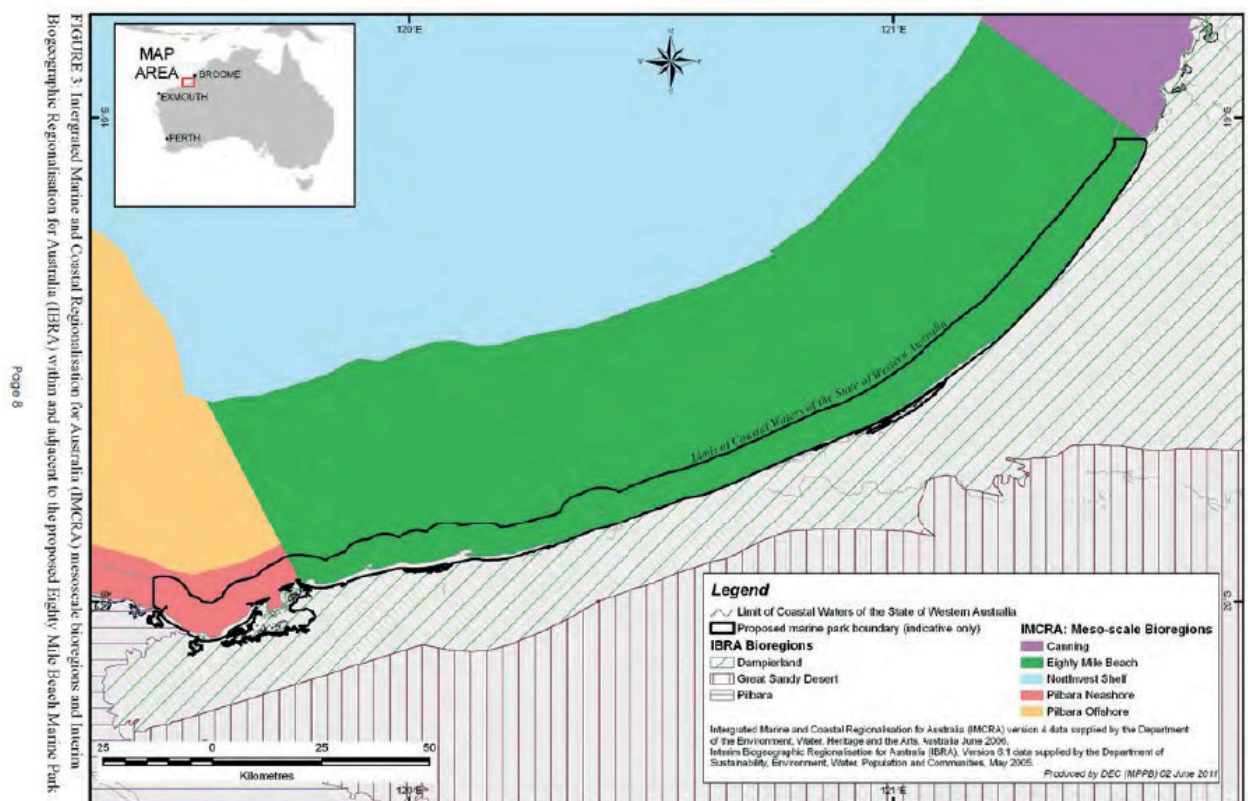 MAP
AREA
BROOME
EXMOUTH
PERTH
120°E
121°E
19°S
19°S
Limit of Coastal Waters of the State of Western Australia
20°S
Legend
Limit of Coastal Waters of the State of Western Australia
Proposed marine park boundary (indicative only)
IBRA Bioregions
Dampierland
Great Sandy Desert
Pilbara
IMCRA: Meso-scale Bioregions
Canning
Eighty Mile Beach
Northwest Shelf
Pilbara Neashore
Pilbara Offshore
Intergrated Marine and Coastal Regionalisation for Australia (IMCRA) version 4 data supplied by the Department
of the Environment, Water, Heritage and the Arts, Australia June 2006.
Interim Biogeographic Regionalisation for Australia (IBRA), Version 6.1 data supplied by the Department of
Sustainability, Environment, Water, Population and Communities, May 2005.
Produced by DEC (MPPB) 02 June 2011
25 0 25 50
Kilometres
121°E
FIGURE 3: Intergrated Marine and Coastal Regionalisation for Australia (IMCRA) mesoscale bioregions and Interim
Biogeographic Regionalisation for Australia (IBRA) within and adjacent to the proposed Eighty Mile Beach Marine Park
Page 8